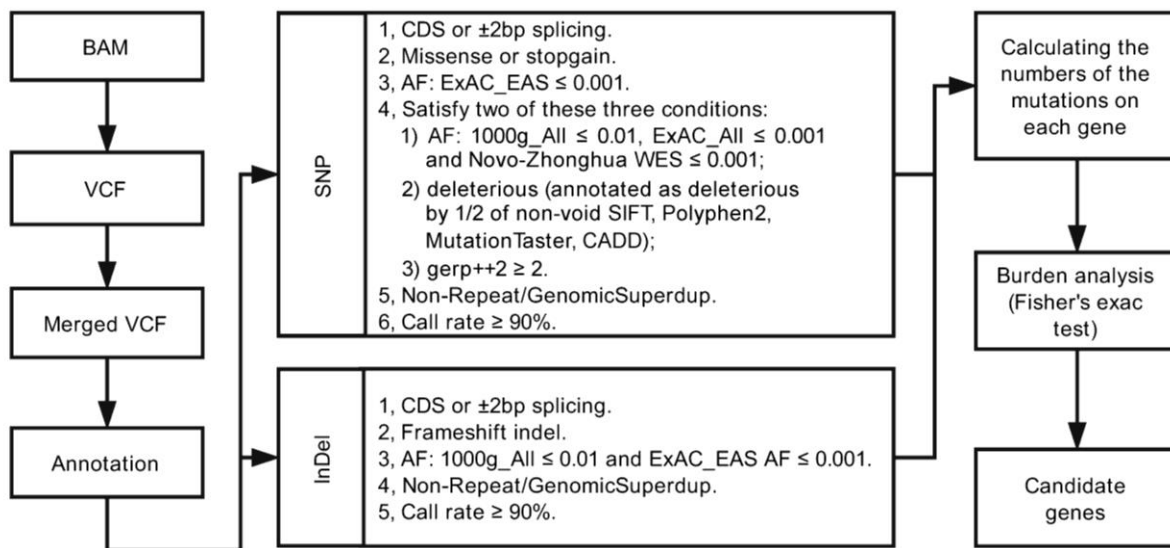 BAM
VCF
Merged VCF
Annotation
SNP
1, CDS or ±2bp splicing.
2, Missense or stopgain.
3, AF: ExAC_EAS ≤ 0.001.
4, Satisfy two of these three conditions:
1) AF: 1000g_All ≤ 0.01, ExAC_All ≤ 0.001
and Novo-Zhonghua WES ≤ 0.001;
2) deleterious (annotated as deleterious
by 1/2 of non-void SIFT, Polyphen2,
MutationTaster, CADD);
3) gerp++2 ≥ 2.
5, Non-Repeat/GenomicSuperdup.
6, Call rate ≥ 90%.
InDel
1, CDS or ±2bp splicing.
2, Frameshift indel.
3, AF: 1000g_All ≤ 0.01 and ExAC_EAS AF ≤ 0.001.
4, Non-Repeat/GenomicSuperdup.
5, Call rate ≥ 90%.
Calculating the
numbers of the
mutations on
each gene
Burden analysis
(Fisher's exac
test)
Candidate
genes